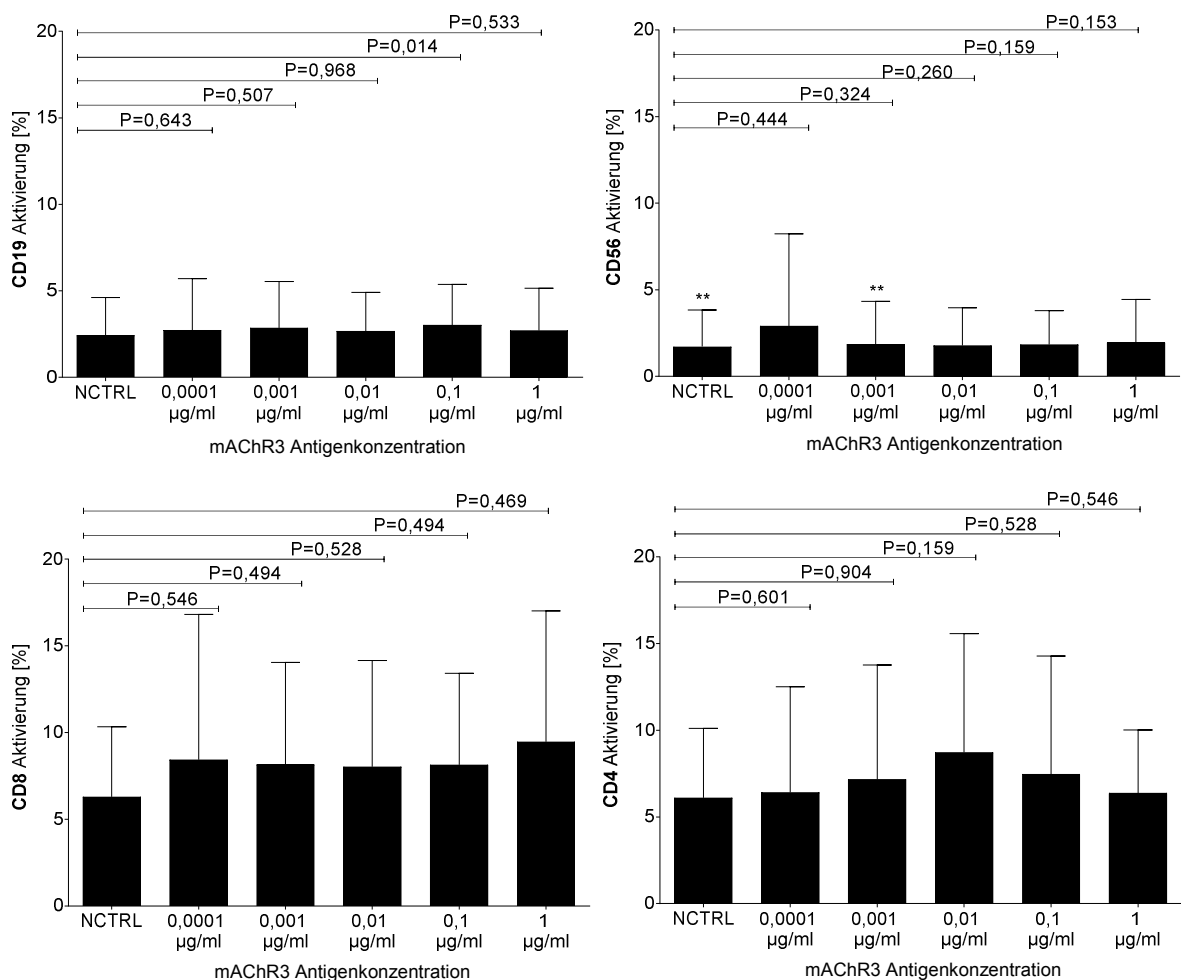 P=0,533
20
P=0,014
P=0,968
P=0,507
15
P=0,643
CD19 Aktivierung [%]
10
5
0
NCTRL 0,0001 0,001 0,01 0,1 1
µg/ml µg/ml µg/ml µg/ml µg/ml
mAChR3 Antigenkonzentration
P=0,153
20
P=0,159
P=0,260
P=0,324
15
P=0,444
CD56 Aktivierung [%]
10
5
** **
0
NCTRL 0,0001 0,001 0,01 0,1 1
µg/ml µg/ml µg/ml µg/ml µg/ml
mAChR3 Antigenkonzentration
P=0,469
P=0,494
20
P=0,528
P=0,494
P=0,546
15
CD8 Aktivierung [%]
10
5
0
NCTRL 0,0001 0,001 0,01 0,1 1
µg/ml µg/ml µg/ml µg/ml µg/ml
mAChR3 Antigenkonzentration
P=0,546
P=0,528
20
P=0,159
P=0,904
P=0,601
15
CD4 Aktivierung [%]
10
5
0
NCTRL 0,0001 0,001 0,01 0,1 1
µg/ml µg/ml µg/ml µg/ml µg/ml
mAChR3 Antigenkonzentration